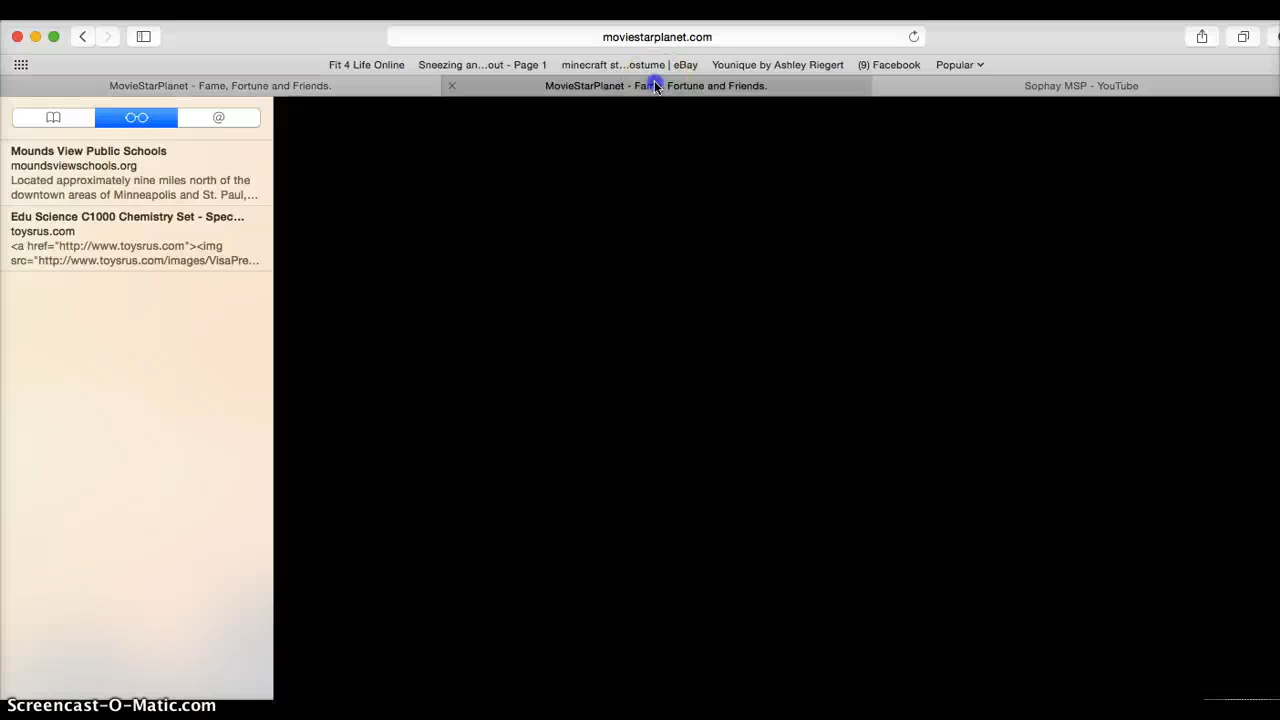 moviestarplanet.com
Fit 4 Life Online Sneezing an...out - Page 1 minecraft st...ostume | eBay Younique by Ashley Riegert (9) Facebook Popular
MovieStarPlanet - Fame, Fortune and Friends. MovieStarPlanet - Fame, Fortune and Friends. Sophay MSP - YouTube
@
Mounds View Public Schools
moundsviewschools.org
Located approximately nine miles north of the
downtown areas of Minneapolis and St. Paul,...
Edu Science C1000 Chemistry Set - Spec...
toysrus.com
<a href="http://www.toysrus.com"><img
src="http://www.toysrus.com/images/VisaPre...
Screencast-O-Matic.com